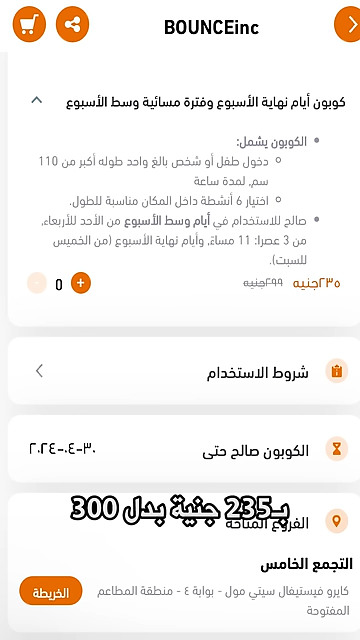 BOUNCEinc
كوبون أيام نهاية الأسبوع وفترة مسائية وسط الأسبوع
الكوبون يشمل:
دخول طفل أو شخص بالغ واحد طوله أكبر من 110
سم, لمدة ساعة
اختيار 6 أنشطة داخل المكان مناسبة للطول.
صالح للاستخدام في أيام وسط الأسبوع من الأحد للأربعاء,
من 3 عصرا: 11 مساءً, وأيام نهاية الأسبوع (من الخميس
للسبت).
٢٣٥جنيه
٢٩٩جنيه
+ 0 -
شروط الاستخدام
الكوبون صالح حتى
٣٠-٠٤-٢٠٢٤
الفروع المتاحة
بـ235 جنية بدل 300
التجمع الخامس
كايرو فيستيفال سيتي مول - بوابة ٤ - منطقة المطاعم
المفتوحة
الخريطة